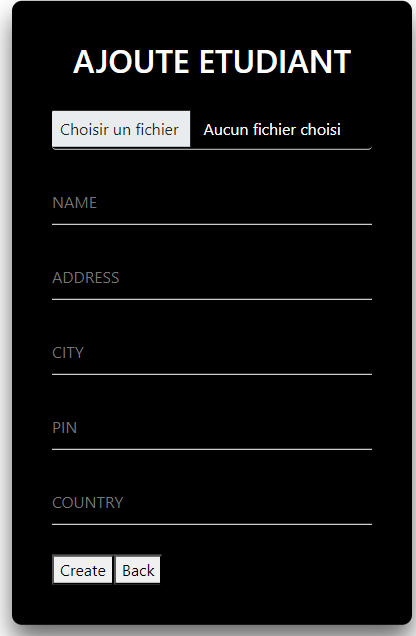 AJOUTE ETUDIANT
Choisir un fichier Aucun fichier choisi
NAME
ADDRESS
CITY
PIN
COUNTRY
Create Back